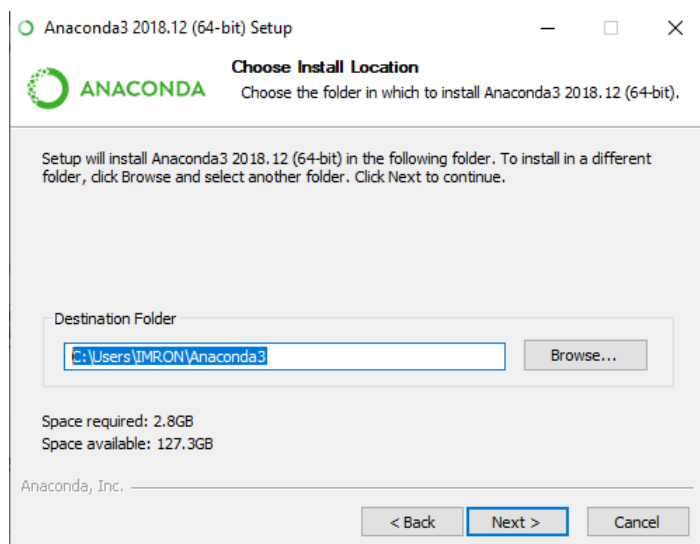 Anaconda3 2018.12 (64-bit) Setup
ANACONDA
Choose Install Location
Choose the folder in which to install Anaconda3 2018.12 (64-bit).
Setup will install Anaconda3 2018.12 (64-bit) in the following folder. To install in a different
folder, click Browse and select another folder. Click Next to continue.
Destination Folder
C:\Users\IMRON\Anaconda3
Browse...
Space required: 2.8GB
Space available: 127.3GB
Anaconda, Inc.
< Back
Next >
Cancel